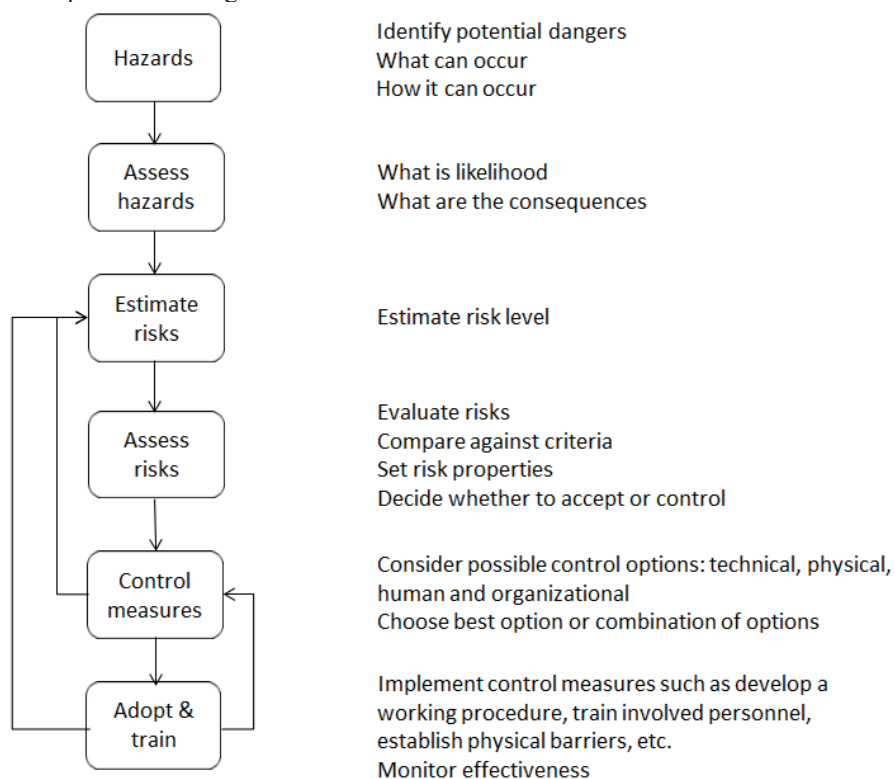 Hazards
Identify potential dangers
What can occur
How it can occur
Assess
hazards
What is likelihood
What are the consequences
Estimate
risks
Estimate risk level
Assess
risks
Evaluate risks
Compare against criteria
Set risk properties
Decide whether to accept or control
Control
measures
Consider possible control options: technical, physical,
human and organizational
Choose best option or combination of options
Adopt &
train
Implement control measures such as develop a
working procedure, train involved personnel,
establish physical barriers, etc.
Monitor effectiveness